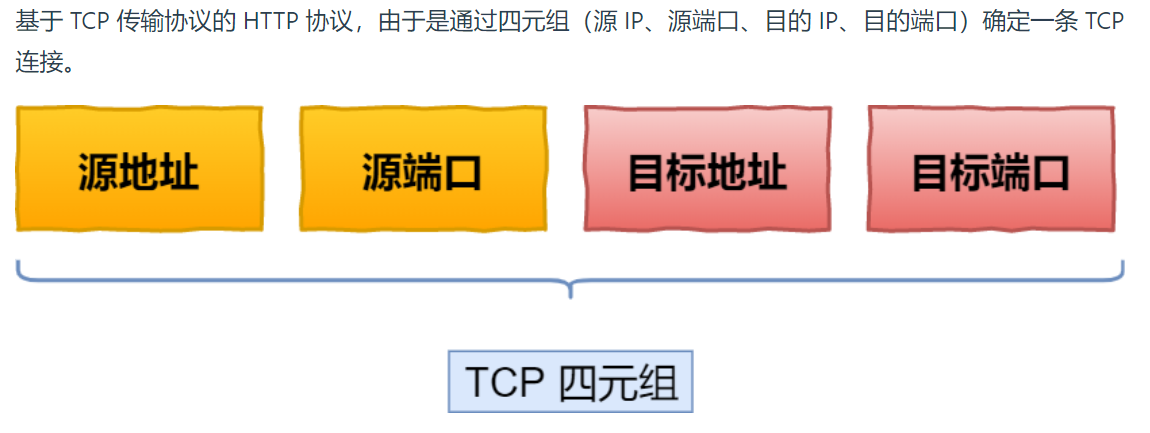 基于 TCP 传输协议的 HTTP 协议，由于是通过四元组（源 IP、源端口、目的 IP、目的端口）确定一条 TCP
连接。
源地址
源端口
目标地址
目标端口
TCP 四元组